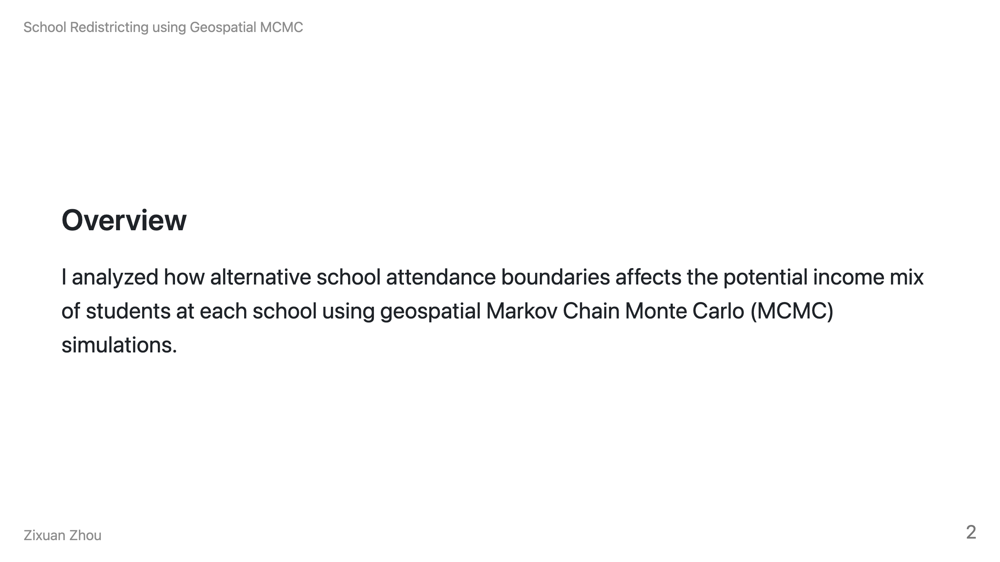 School Redistricting using Geospatial MCMC
Overview
I analyzed how alternative school attendance boundaries affects the potential income mix
of students at each school using geospatial Markov Chain Monte Carlo (MCMC)
simulations.
Zixuan Zhou
2